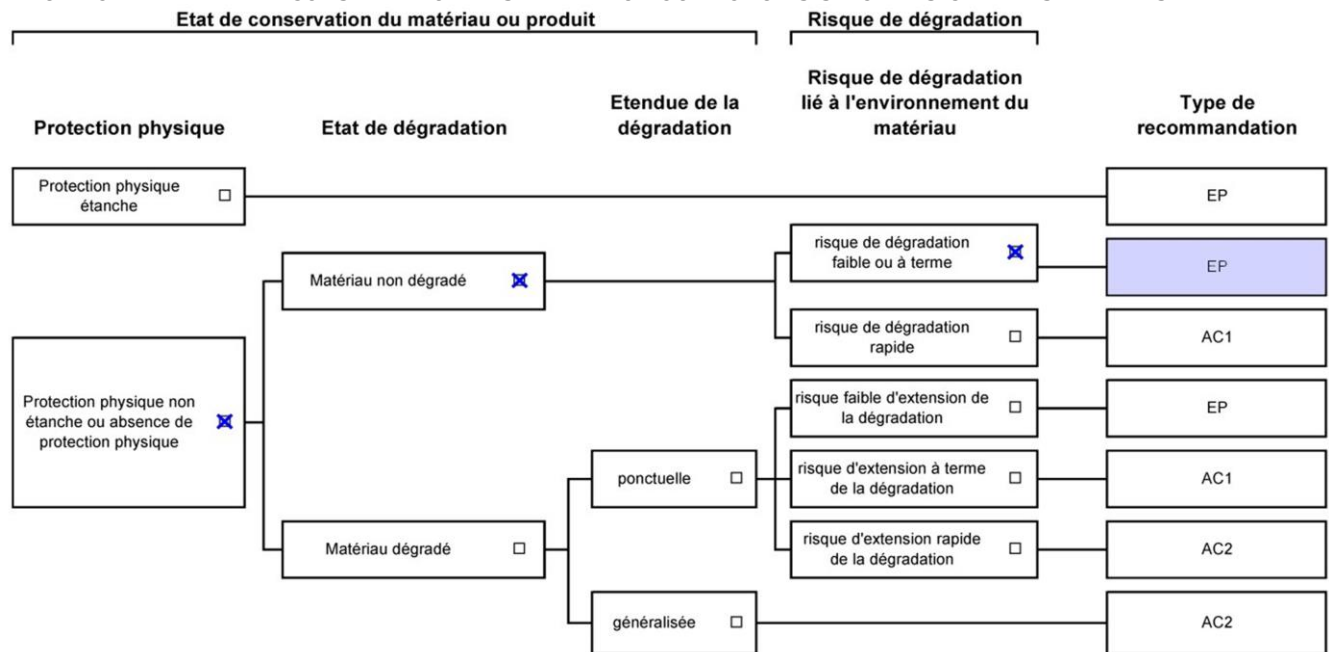 Etat de conservation du matériau ou produit
Risque de dégradation
Protection physique
Etat de dégradation
Etendue de la
dégradation
Risque de dégradation
lié à l'environnement du
matériau
Type de
recommandation
Protection physique
étanche
EP
risque de dégradation
faible ou à terme
EP
Matériau non dégradé
risque de dégradation
rapide
AC1
Protection physique non
étanche ou absence de
protection physique
risque faible d'extension de
la dégradation
EP
ponctuelle
risque d'extension à terme
de la dégradation
AC1
Matériau dégradé
risque d'extension rapide
de la dégradation
AC2
généralisée
AC2